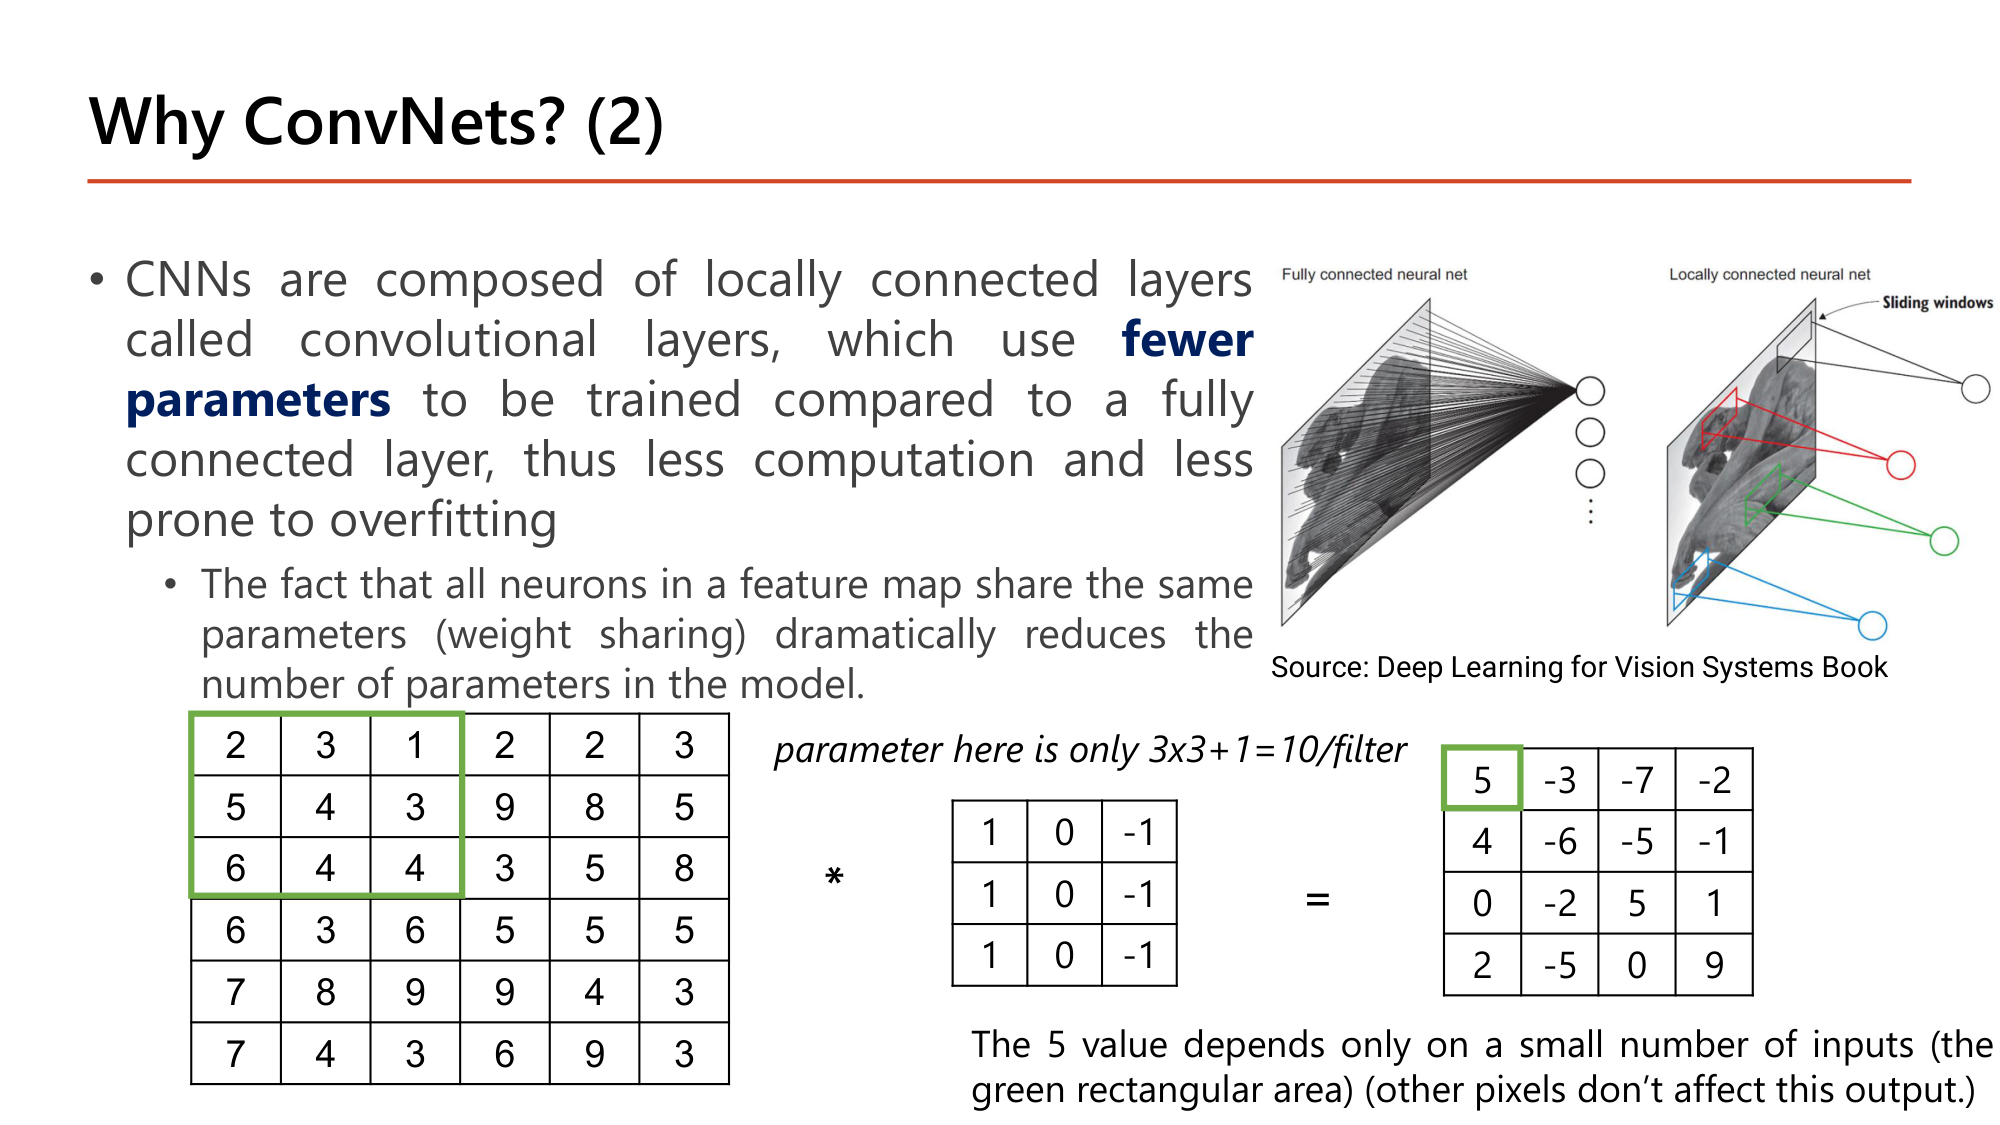 Why ConvNets? (2)
• CNNs are composed of locally connected layers
called convolutional layers, which use fewer
parameters to be trained compared to a fully
connected layer, thus less computation and less
prone to overfitting
• The fact that all neurons in a feature map share the same
parameters (weight sharing) dramatically reduces the
number of parameters in the model.
Fully connected neural net
Locally connected neural net
Sliding windows
Source: Deep Learning for Vision Systems Book
2 3 1 2 2 3
5 4 3 9 8 5
6 4 4 3 5 8
6 3 6 5 5 5
7 8 9 9 4 3
7 4 3 6 9 3
*
parameter here is only 3x3+1=10/filter
1 0 -1
1 0 -1
1 0 -1
=
5 -3 -7 -2
4 -6 -5 -1
0 -2 5 1
2 -5 0 9
The 5 value depends only on a small number of inputs (the
green rectangular area) (other pixels don’t affect this output.)